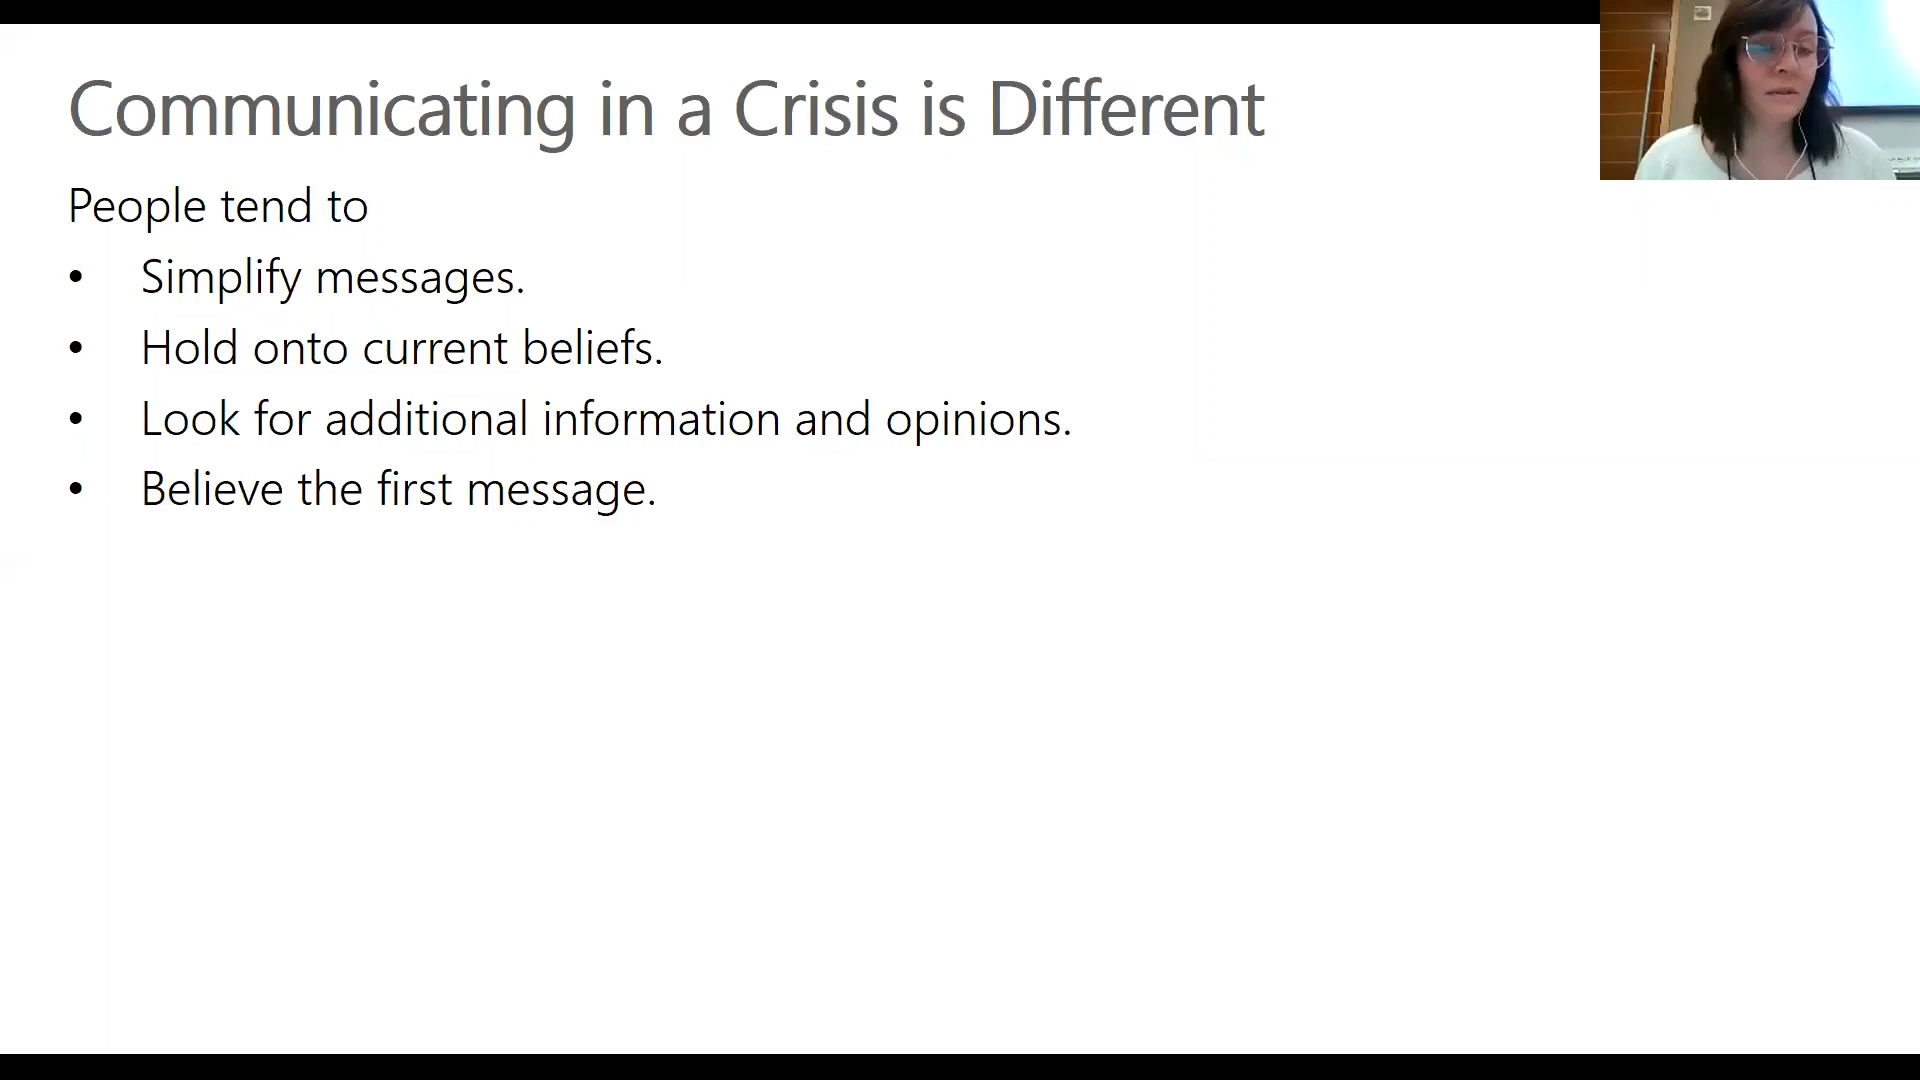 Communicating in a Crisis is Different
People tend to
• Simplify messages.
• Hold onto current beliefs.
• Look for additional information and opinions.
• Believe the first message.